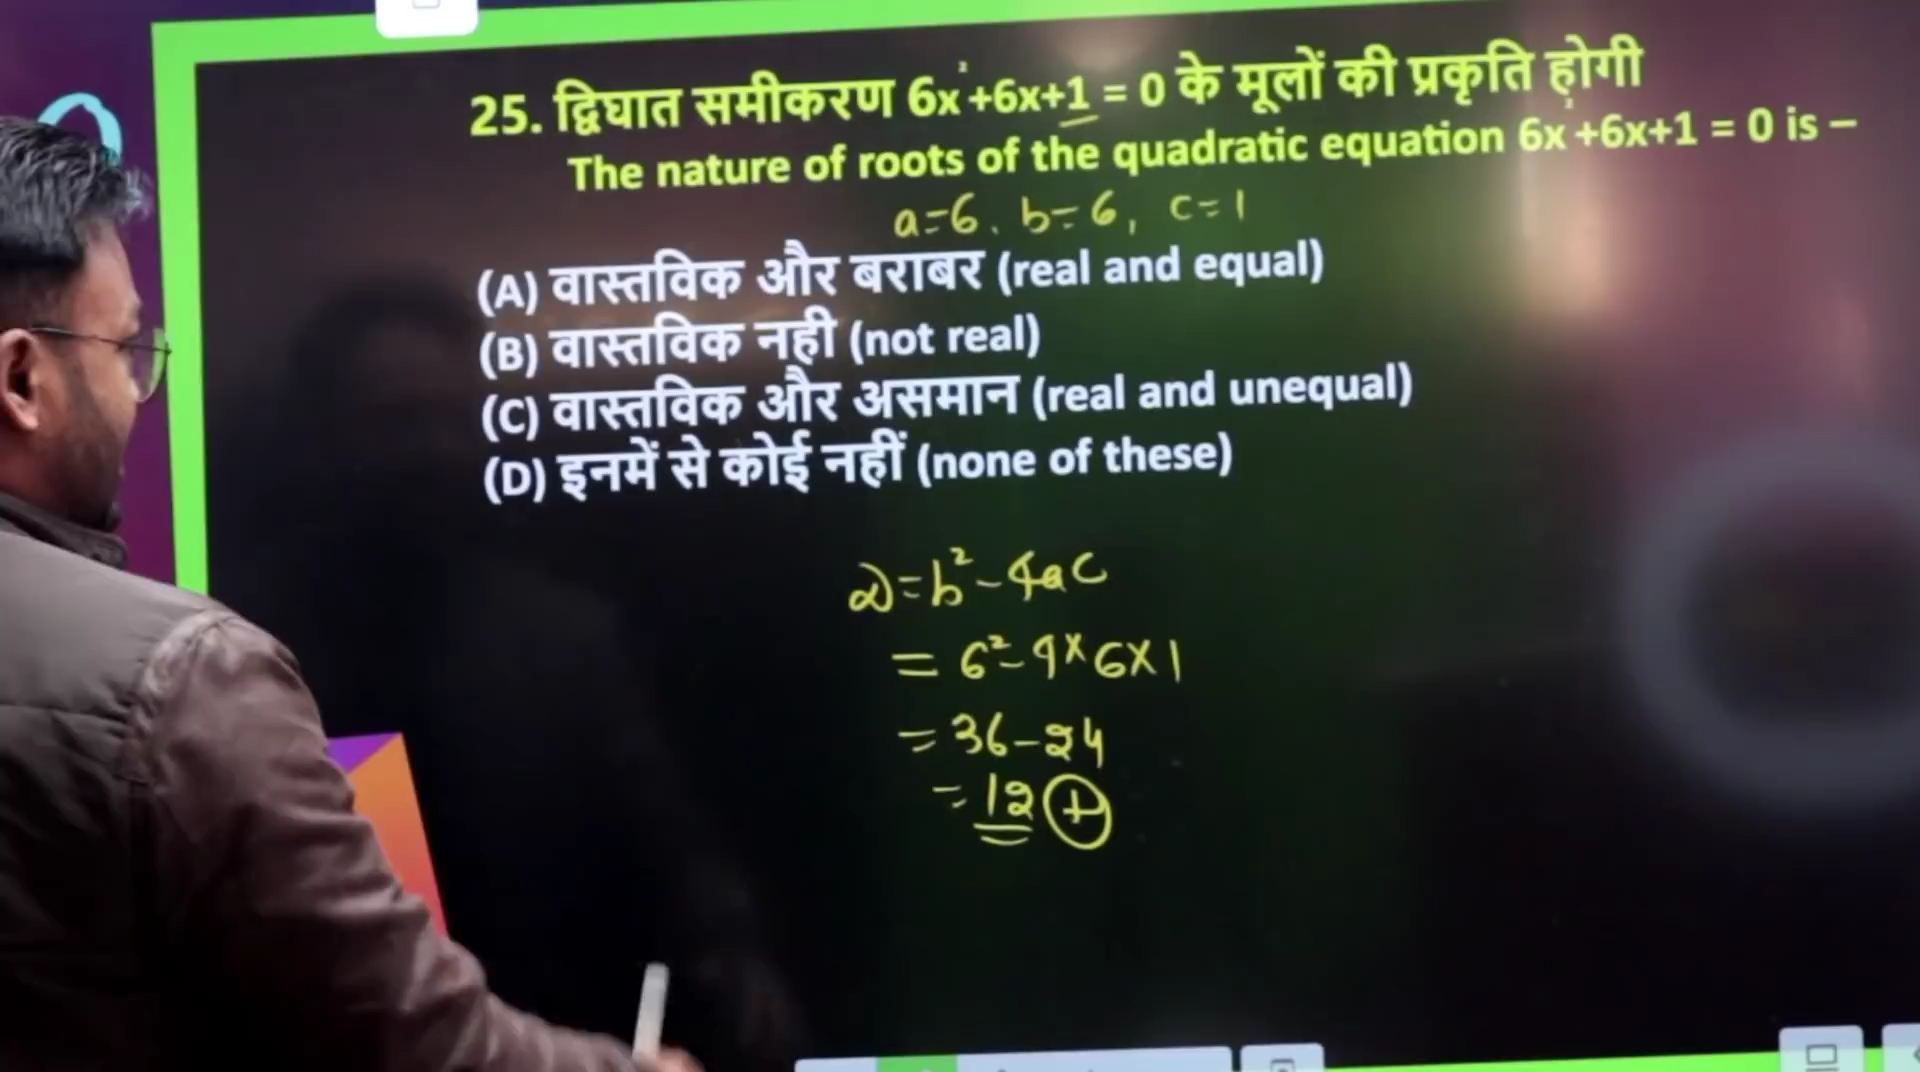 25. द्विघात समीकरण 6x²+6x+1 = 0 के मूलों की प्रकृति होगी
The nature of roots of the quadratic equation 6x²+6x+1 = 0 is –
a=6, b=6, c=1
(A) वास्तविक और बराबर (real and equal)
(B) वास्तविक नही (not real)
(C) वास्तविक और असमान (real and unequal)
(D) इनमें से कोई नहीं (none of these)
D=b²-4ac
= 6²-4×6×1
= 36-24
= 12 +